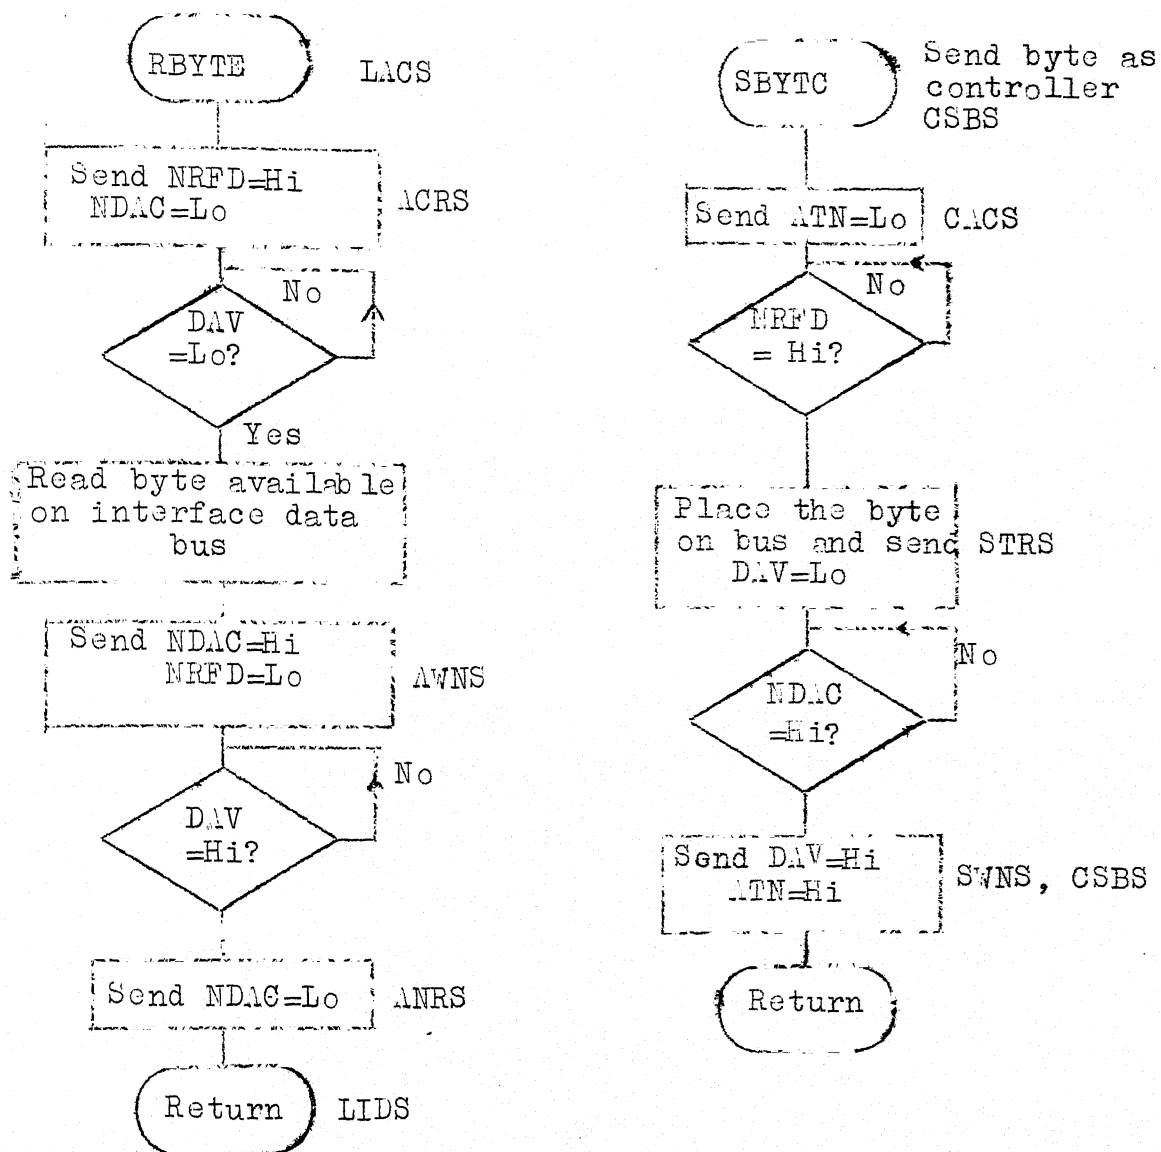 RBYTE
LACS
Send NRFD=Hi
NDAC=Lo
ACRS
No
DAV
=Lo?
Yes
Read byte available
on interface data
bus
Send NDAC=Hi
NRFD=Lo
AWNS
No
DAV
=Hi?
Send NDAC=Lo
ANRS
Return
LIDS
SBYTC
Send byte as
controller
CSBS
Send ATN=Lo
CACS
No
NRFD
= Hi?
Place the byte
on bus and send
DAV=Lo
STRS
No
NDAC
=Hi?
Send DAV=Hi
ATN=Hi
SWNS, CSBS
Return